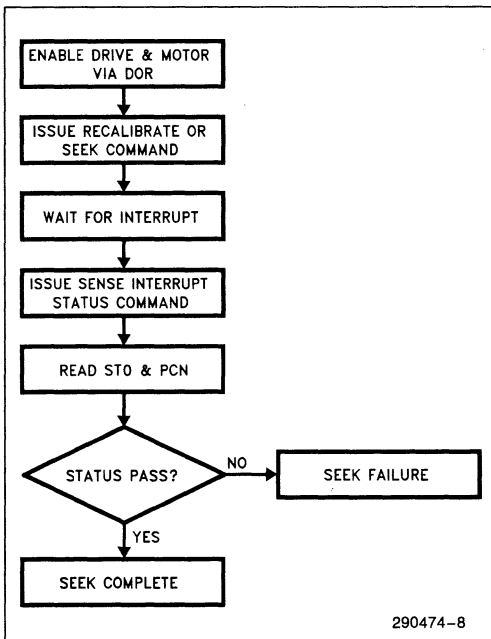 ENABLE DRIVE & MOTOR
VIA DOR
ISSUE RECALIBRATE OR
SEEK COMMAND
WAIT FOR INTERRUPT
ISSUE SENSE INTERRUPT
STATUS COMMAND
READ ST0 & PCN
STATUS PASS?
NO
SEEK FAILURE
YES
SEEK COMPLETE
290474-8